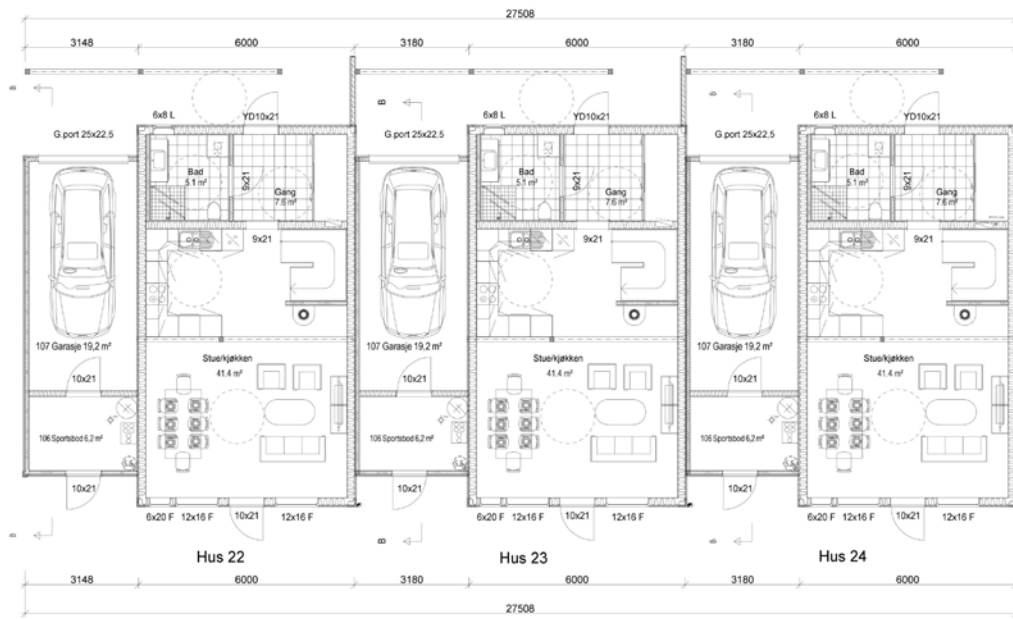 27508
3148 6000 3180 6000 3180 6000
B B B
6x8 L YD10x21 6x8 L YD10x21 6x8 L YD10x21
G.port 25x22,5 G.port 25x22,5 G.port 25x22,5
Bad 5.1 m² 9x21 Gang 7.6 m²
Bad 5.1 m² 9x21 Gang 7.6 m²
Bad 5.1 m² 9x21 Gang 7.6 m²
9x21 9x21 9x21
107 Garasje 19,2 m² 107 Garasje 19,2 m² 107 Garasje 19,2 m²
Stue/kjøkken Stue/kjøkken Stue/kjøkken
10x21 41.4 m² 10x21 41.4 m² 10x21 41.4 m²
106 Sportsbod 6,2 m² 106 Sportsbod 6,2 m² 106 Sportsbod 6,2 m²
10x21 10x21 10x21
6x20 F 12x16 F 10x21 12x16 F 6x20 F 12x16 F 10x21 12x16 F 6x20 F 12x16 F 10x21 12x16 F
B B B
Hus 22 Hus 23 Hus 24
3148 6000 3180 6000 3180 6000
27508